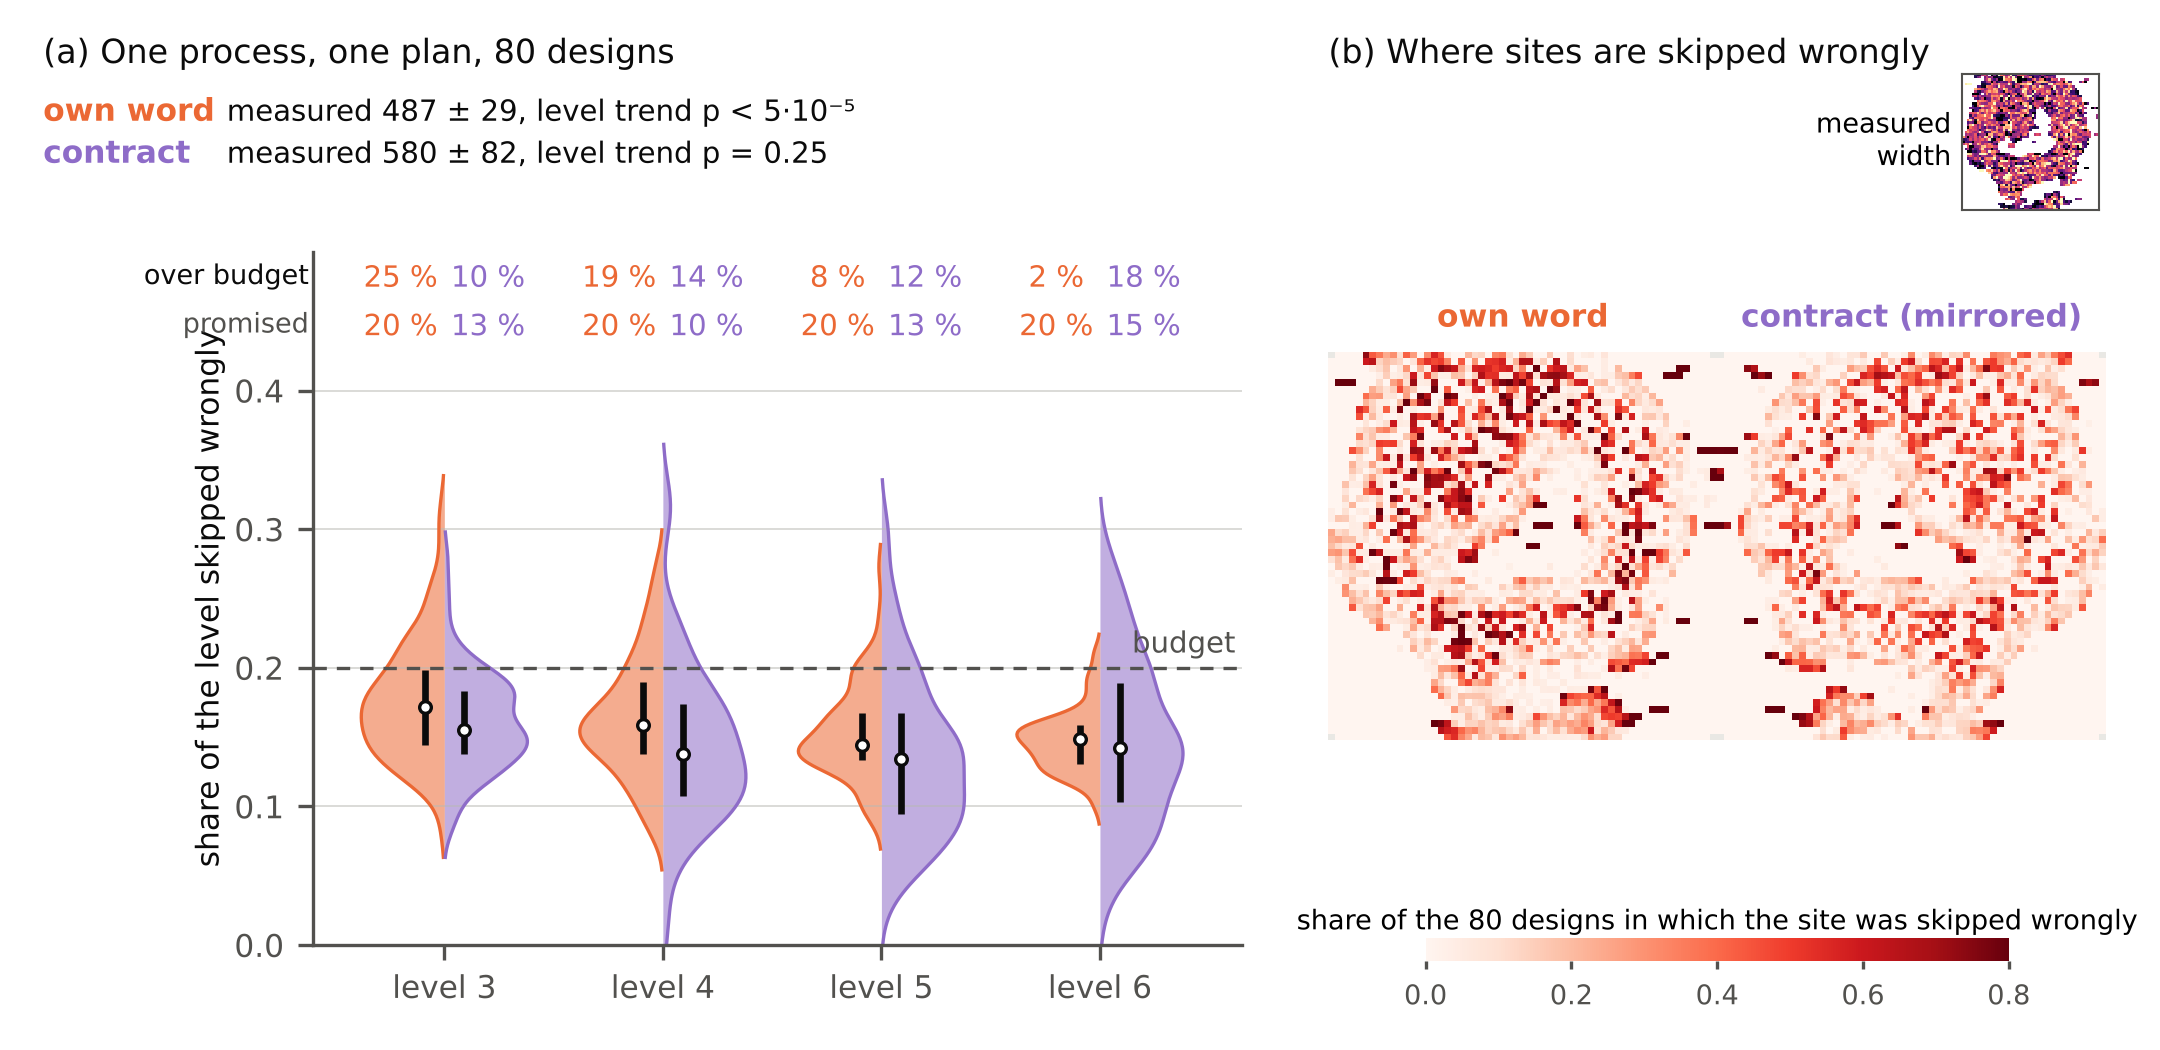 (a) One process, one plan, 80 designs
own word measured 487 ± 29, level trend p < 5·10⁻⁵
contract measured 580 ± 82, level trend p = 0.25
over budget 25 % 10 % 19 % 14 % 8 % 12 % 2 % 18 %
promised 20 % 13 % 20 % 10 % 20 % 13 % 20 % 15 %
share of the level skipped wrongly
0.4
0.3
0.2
0.1
0.0
budget
level 3 level 4 level 5 level 6
(b) Where sites are skipped wrongly
measured
width
own word contract (mirrored)
share of the 80 designs in which the site was skipped wrongly
0.0 0.2 0.4 0.6 0.8